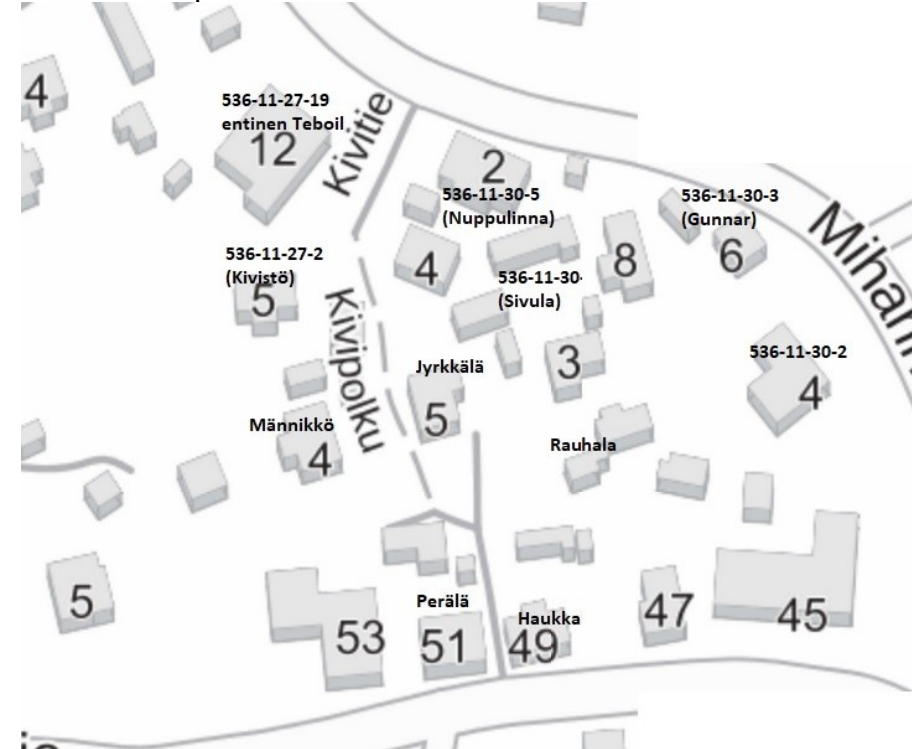 4
536-11-27-19
entinen Teboil
12
Kivitie
2
536-11-30-5
(Nuppulinna)
536-11-30-3
(Gunnar)
6
8
4
536-11-27-2
(Kivistö)
5
536-11-30-
(Sivula)
Kivipolku
3
536-11-30-2
4
Jyrkkälä
5
Männikkö
4
Rauhala
5
53
Perälä
51
Haukka
49
47
45